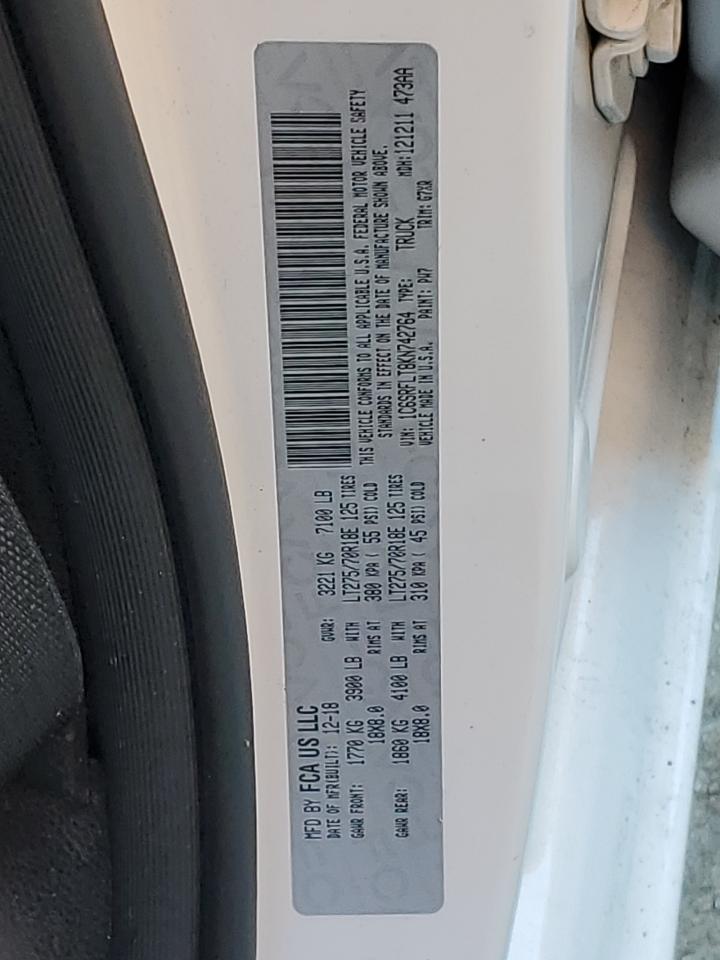 MFD BY FCA US LLC
DATE OF MFR(BUILT): 12-18 GVWR: 3221 KG 7100 LB
GAWR FRONT: 1770 KG 3900 LB WITH LT275/70R18E 125 TIRES
18X8.0 RIMS AT 380 KPA ( 55 PSI) COLD
GAWR REAR: 1860 KG 4100 LB WITH LT275/70R18E 125 TIRES
18X8.0 RIMS AT 310 KPA ( 45 PSI) COLD
THIS VEHICLE CONFORMS TO ALL APPLICABLE U.S.A. FEDERAL MOTOR VEHICLE SAFETY
STANDARDS IN EFFECT ON THE DATE OF MANUFACTURE SHOWN ABOVE.
VIN: 1C6SRFLT8KN742764 TYPE: TRUCK MDH:121211 473AA
VEHICLE MADE IN U.S.A. PAINT: PW7 TRIM: G7XR